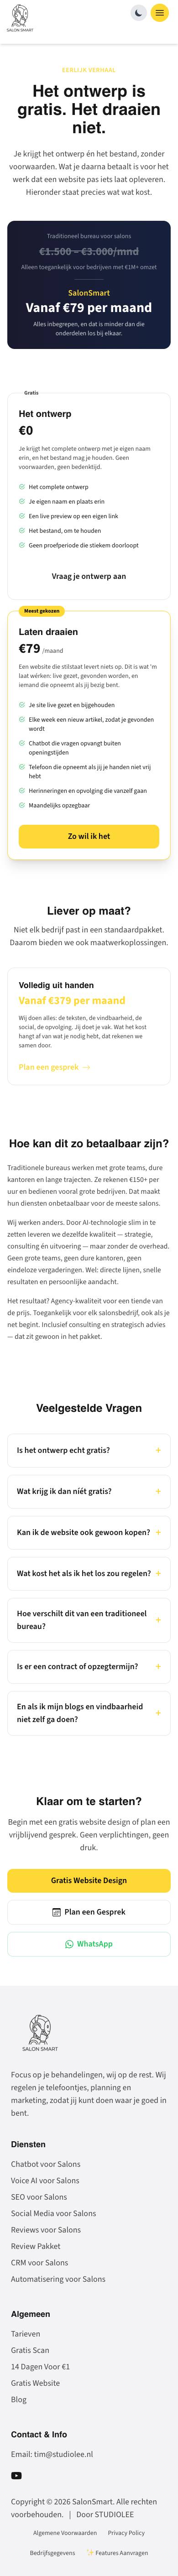 SALON SMART
EERLIJK VERHAAL
Het ontwerp is
gratis. Het draaien
niet.
Je krijgt het ontwerp én het bestand, zonder
voorwaarden. Wat je daarna betaalt is voor het
werk dat een website pas iets laat opleveren.
Hieronder staat precies wat wat kost.
Traditioneel bureau voor salons
€1.500 – €3.000/mnd
Alleen toegankelijk voor bedrijven met €1M+ omzet
SalonSmart
Vanaf €79 per maand
Alles inbegrepen, en dat is minder dan die
onderdelen los bij elkaar.
Gratis
Het ontwerp
€0
Je krijgt het complete ontwerp met je eigen naam
erin, en het bestand mag je houden. Geen
voorwaarden, geen bedenktijd.
Het complete ontwerp
Je eigen naam en plaats erin
Een live preview op een eigen link
Het bestand, om te houden
Geen proefperiode die stiekem doorloopt
Vraag je ontwerp aan
Meest gekozen
Laten draaien
€79 /maand
Een website die stilstaat levert niets op. Dit is wat 'm
laat wérken: live gezet, gevonden worden, en
iemand die opneemt als jij bezig bent.
Je site live gezet en bijgehouden
Elke week een nieuw artikel, zodat je gevonden
wordt
Chatbot die vragen opvangt buiten
openingstijden
Telefoon die opneemt als jij je handen niet vrij
hebt
Herinneringen en opvolging die vanzelf gaan
Maandelijks opzegbaar
Zo wil ik het
Liever op maat?
Niet elk bedrijf past in een standaardpakket.
Daarom bieden we ook maatwerkoplossingen.
Volledig uit handen
Vanaf €379 per maand
Wij doen alles: de teksten, de vindbaarheid, de
social, de opvolging. Jij doet je vak. Wat het kost
hangt af van wat je nodig hebt, dat rekenen we
samen door.
Plan een gesprek →
Hoe kan dit zo betaalbaar zijn?
Traditionele bureaus werken met grote teams, dure
kantoren en lange trajecten. Ze rekenen €150+ per
uur en bedienen vooral grote bedrijven. Dat maakt
hun diensten onbetaalbaar voor de meeste salons.
Wij werken anders. Door AI-technologie slim in te
zetten leveren we dezelfde kwaliteit — strategie,
consulting én uitvoering — maar zonder de overhead.
Geen grote teams, geen dure kantoren, geen
eindeloze vergaderingen. Wel: directe lijnen, snelle
resultaten en persoonlijke aandacht.
Het resultaat? Agency-kwaliteit voor een tiende van
de prijs. Toegankelijk voor elk salonsbedrijf, ook als je
net begint. Inclusief consulting en strategisch advies
— dat zit gewoon in het pakket.
Veelgestelde Vragen
Is het ontwerp echt gratis? +
Wat krijg ik dan níét gratis? +
Kan ik de website ook gewoon kopen? +
Wat kost het als ik het los zou regelen? +
Hoe verschilt dit van een traditioneel
bureau? +
Is er een contract of opzegtermijn? +
En als ik mijn blogs en vindbaarheid
niet zelf ga doen? +
Klaar om te starten?
Begin met een gratis website design of plan een
vrijblijvend gesprek. Geen verplichtingen, geen
druk.
Gratis Website Design
Plan een Gesprek
WhatsApp
SALON SMART
Focus op je behandelingen, wij op de rest. Wij
regelen je telefoontjes, planning en
marketing, zodat jij kunt doen waar je goed in
bent.
Diensten
Chatbot voor Salons
Voice AI voor Salons
SEO voor Salons
Social Media voor Salons
Reviews voor Salons
Review Pakket
CRM voor Salons
Automatisering voor Salons
Algemeen
Tarieven
Gratis Scan
14 Dagen Voor €1
Gratis Website
Blog
Contact & Info
Email: tim@studiolee.nl
Copyright © 2026 SalonSmart. Alle rechten
voorbehouden. | Door STUDIOLEE
Algemene Voorwaarden Privacy Policy
Bedrijfsgegevens ✨ Features Aanvragen